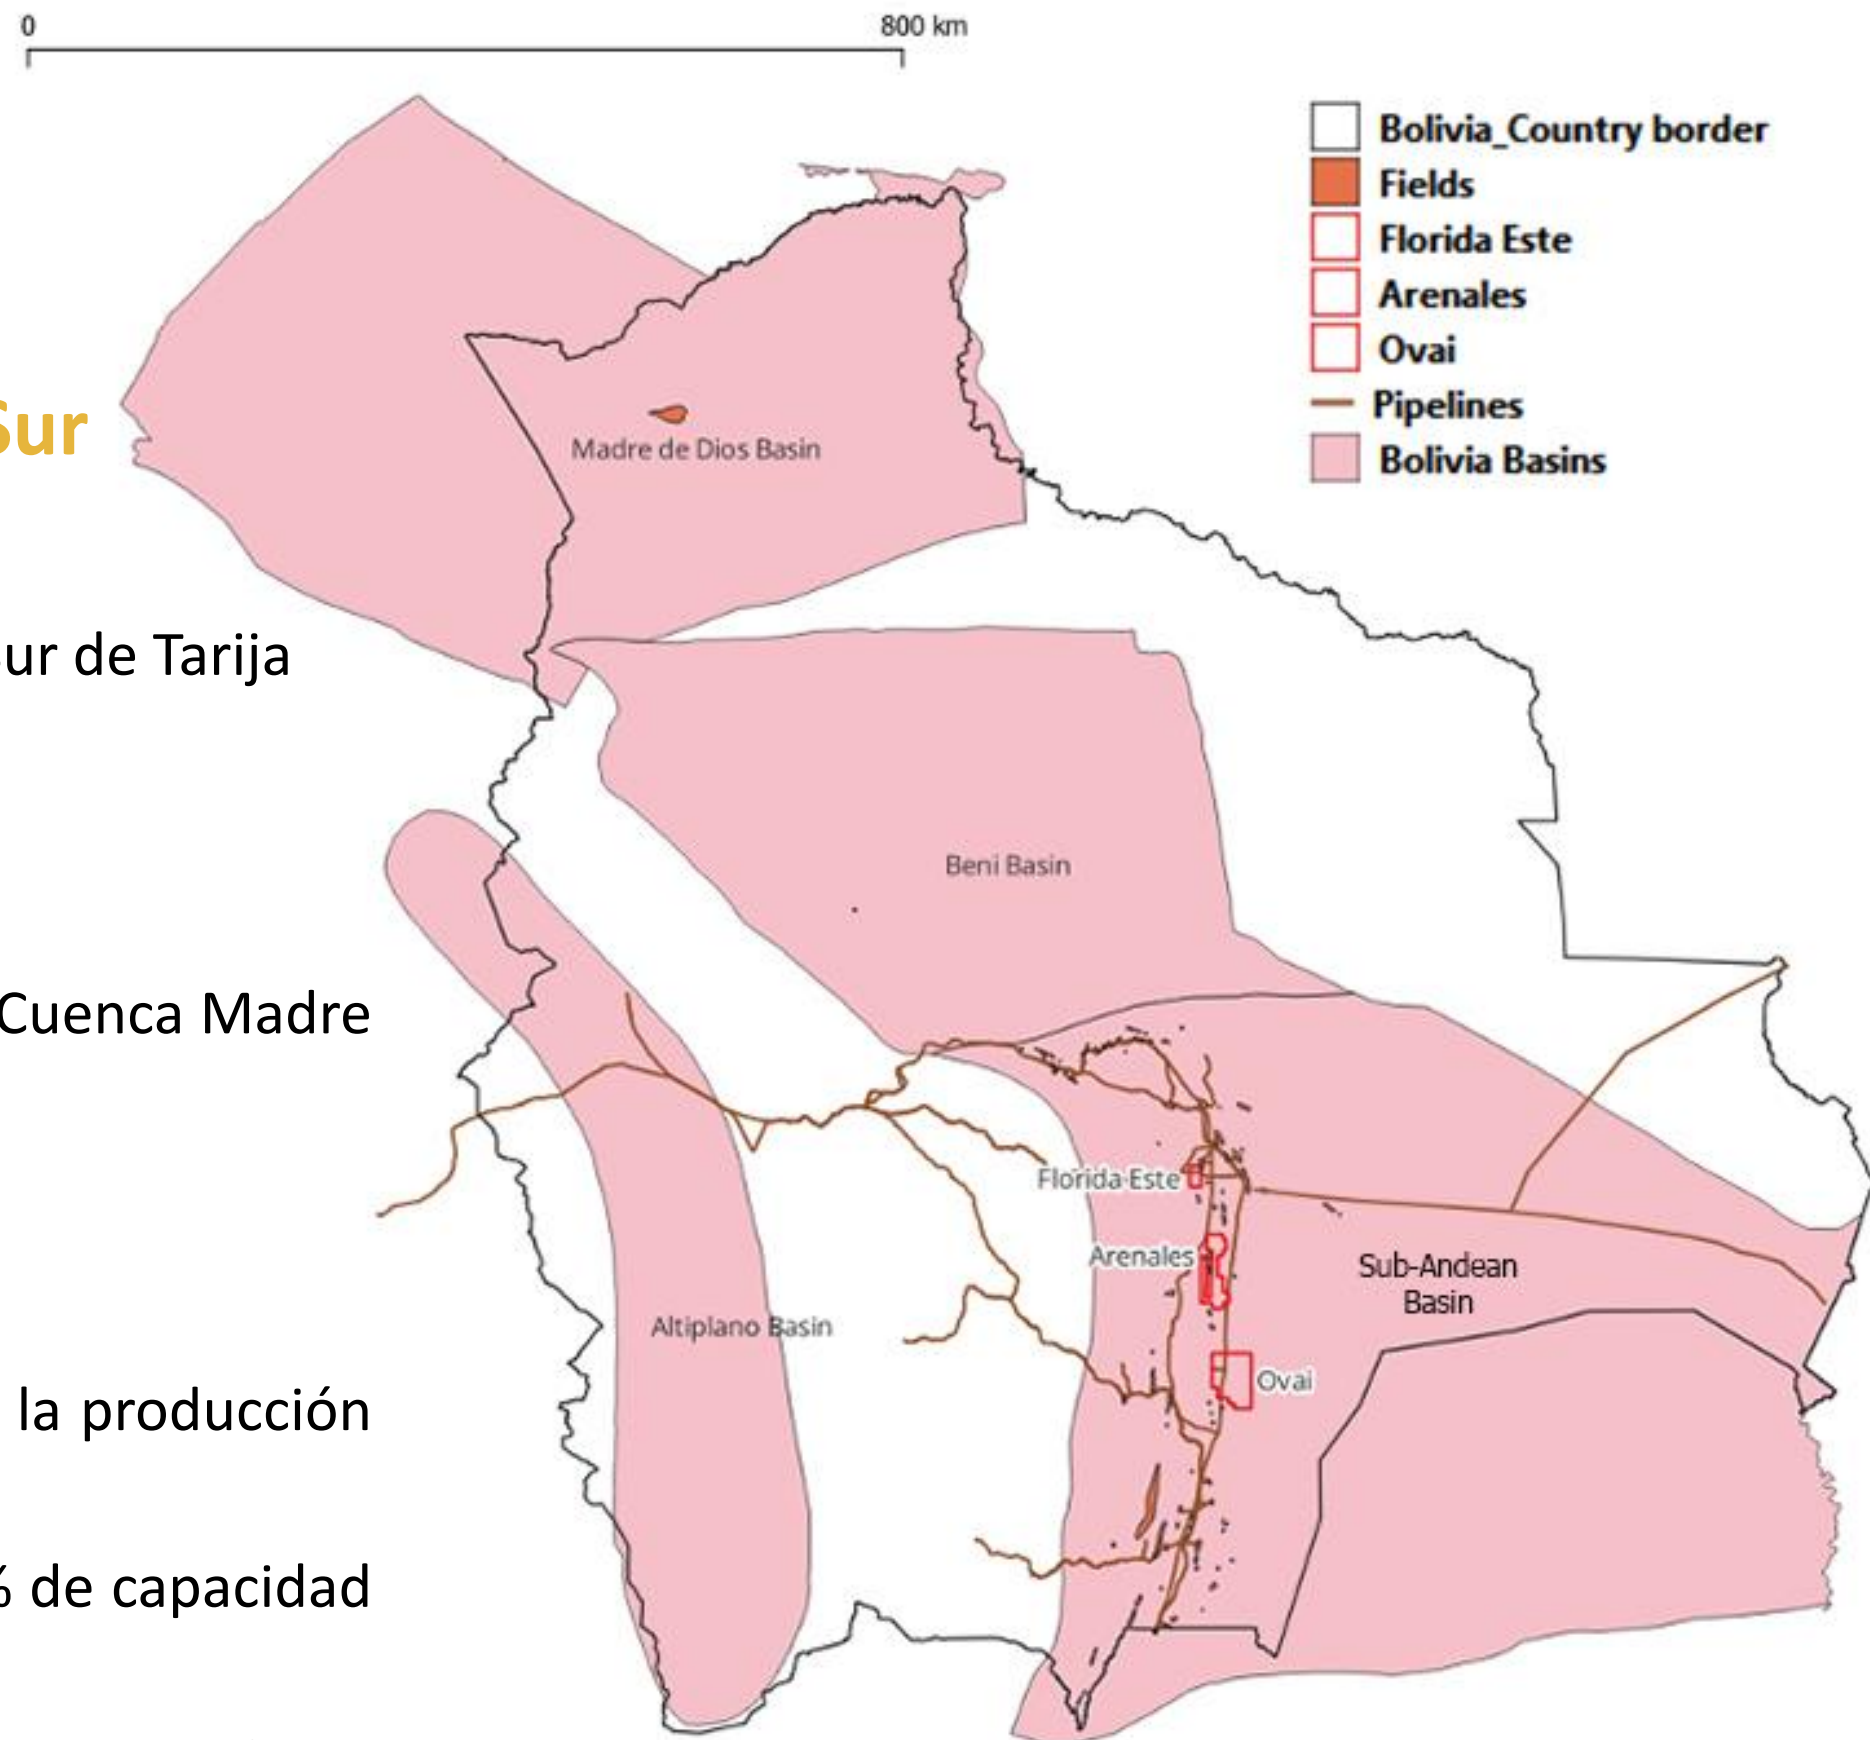 0 800 km
Bolivia_Country border
Fields
Florida Este
Arenales
Ovai
Pipelines
Bolivia Basins
Sur
Madre de Dios Basin
ur de Tarija
Beni Basin
Cuenca Madre
Florida Este
Arenales
Sub-Andean
Basin
Altiplano Basin
Ovai
la producción
% de capacidad